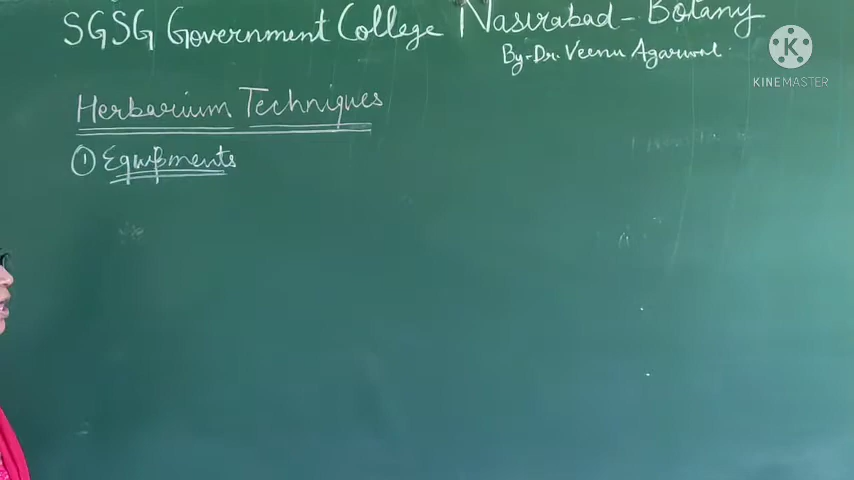 SGSG Government College Nasirabad - Botany
By - Dr. Veenu Agarwal.
KINEMASTER
Herbarium Techniques
① Equipments